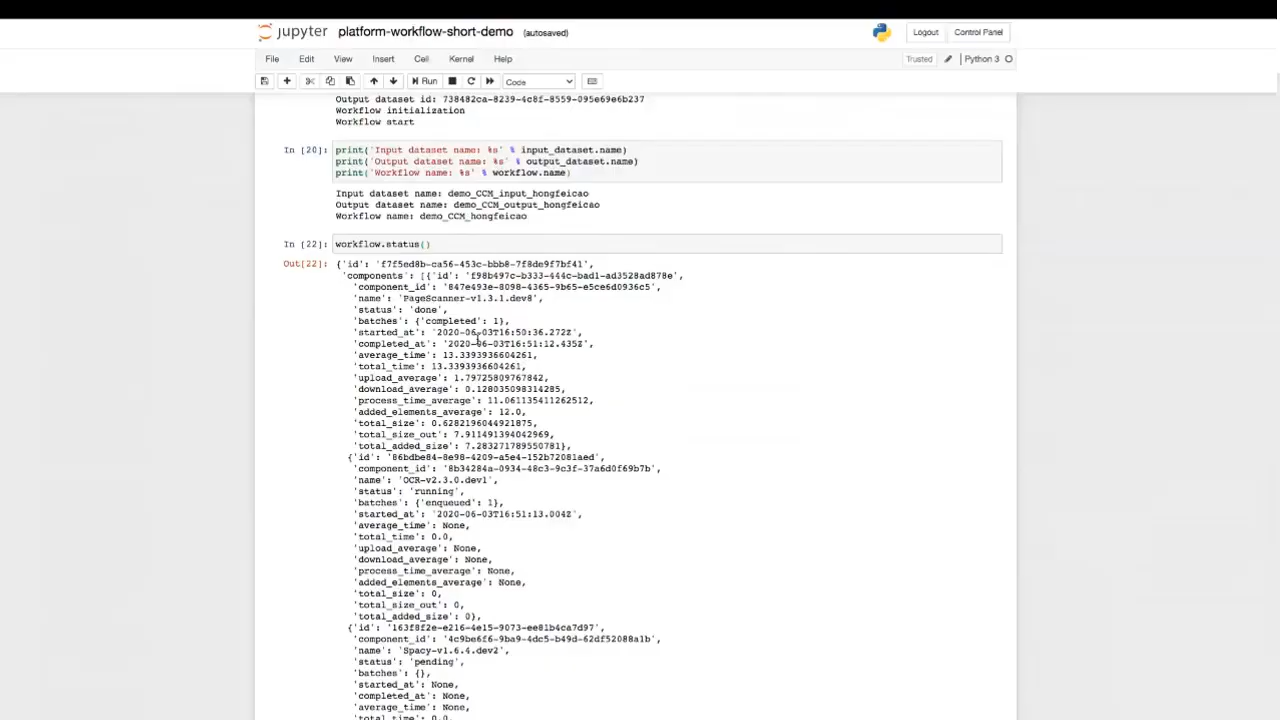 jupyter platform-workflow-short-demo (autosaved) Logout Control Panel
File Edit View Insert Cell Kernel Help Trusted Python 3
Run Code
Output dataset id: 738482ca-8239-4c8f-8559-095e69e6b237
Workflow initialization
Workflow start
In [20]: print('Input dataset name: %s' % input_dataset.name)
print('Output dataset name: %s' % output_dataset.name)
print('Workflow name: %s' % workflow.name)
Input dataset name: demo_CCM_input_hongfeicao
Output dataset name: demo_CCM_output_hongfeicao
Workflow name: demo_CCM_hongfeicao
In [22]: workflow.status()
Out[22]: {'id': 'f7f5ed8b-ca56-453c-bbb8-7f8de9f7bf41',
'components': [{'id': 'f98b497c-b333-444c-bad1-ad3528ad878e',
'component_id': '847e493e-8098-4365-9b65-e5ce6d0936c5',
'name': 'PageScanner-v1.3.1.dev8',
'status': 'done',
'batches': {'completed': 1},
'started_at': '2020-06-03T16:50:36.272Z',
'completed_at': '2020-06-03T16:51:12.435Z',
'average_time': 13.3393936604261,
'total_time': 13.3393936604261,
'upload_average': 1.79725809767842,
'download_average': 0.128035098314285,
'process_time_average': 11.061135411262512,
'added_elements_average': 12.0,
'total_size': 0.6282196044921875,
'total_size_out': 7.911491394042969,
'total_added_size': 7.283271789550781},
{'id': '86bdbe84-8e98-4209-a5e4-152b72081aed',
'component_id': '8b34284a-0934-48c3-9c3f-37a6d0f69b7b',
'name': 'OCR-v2.3.0.dev1',
'status': 'running',
'batches': {'enqueued': 1},
'started_at': '2020-06-03T16:51:13.004Z',
'average_time': None,
'total_time': 0.0,
'upload_average': None,
'download_average': None,
'process_time_average': None,
'added_elements_average': None,
'total_size': 0,
'total_size_out': 0,
'total_added_size': 0},
{'id': '163f8f2e-e216-4e15-9073-ee81b4ca7d97',
'component_id': '4c9be6f6-9ba9-4dc5-b49d-62df52088a1b',
'name': 'Spacy-v1.6.4.dev2',
'status': 'pending',
'batches': {},
'started_at': None,
'completed_at': None,
'average_time': None,
'total_time': 0.0,